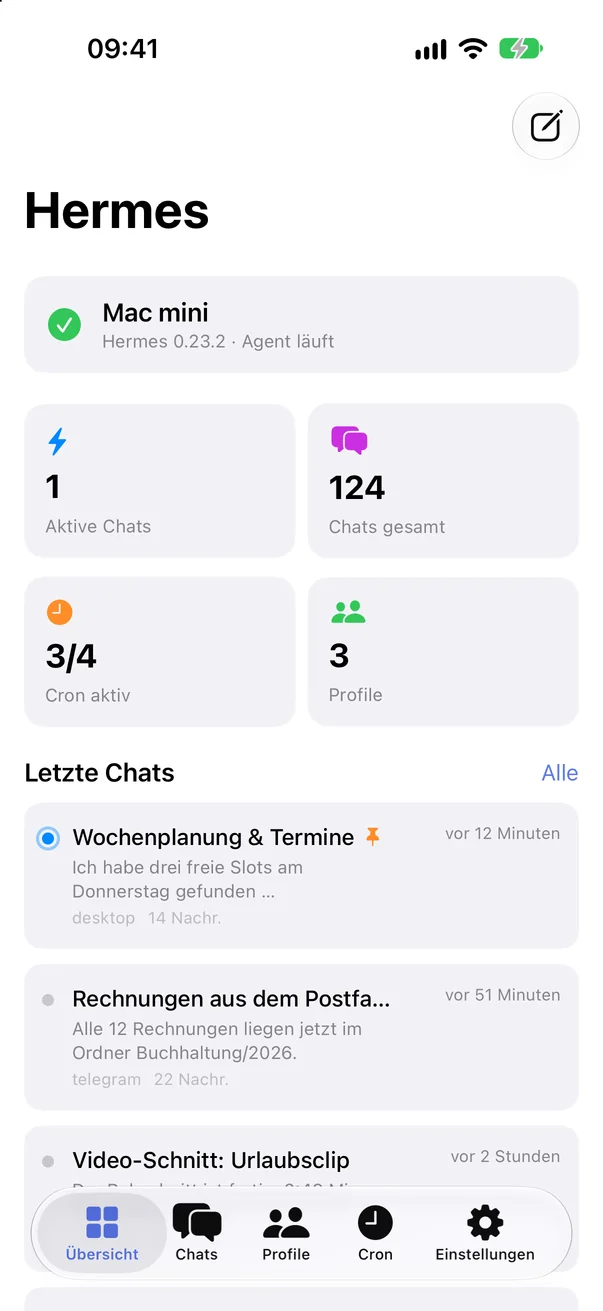 09:41
Hermes
Mac mini
Hermes 0.23.2 · Agent läuft
1
Aktive Chats
124
Chats gesamt
3/4
Cron aktiv
3
Profile
Letzte Chats
Alle
Wochenplanung & Termine
vor 12 Minuten
Ich habe drei freie Slots am
Donnerstag gefunden ...
desktop 14 Nachr.
Rechnungen aus dem Postfa...
vor 51 Minuten
Alle 12 Rechnungen liegen jetzt im
Ordner Buchhaltung/2026.
telegram 22 Nachr.
Video-Schnitt: Urlaubsclip
vor 2 Stunden
Übersicht
Chats
Profile
Cron
Einstellungen